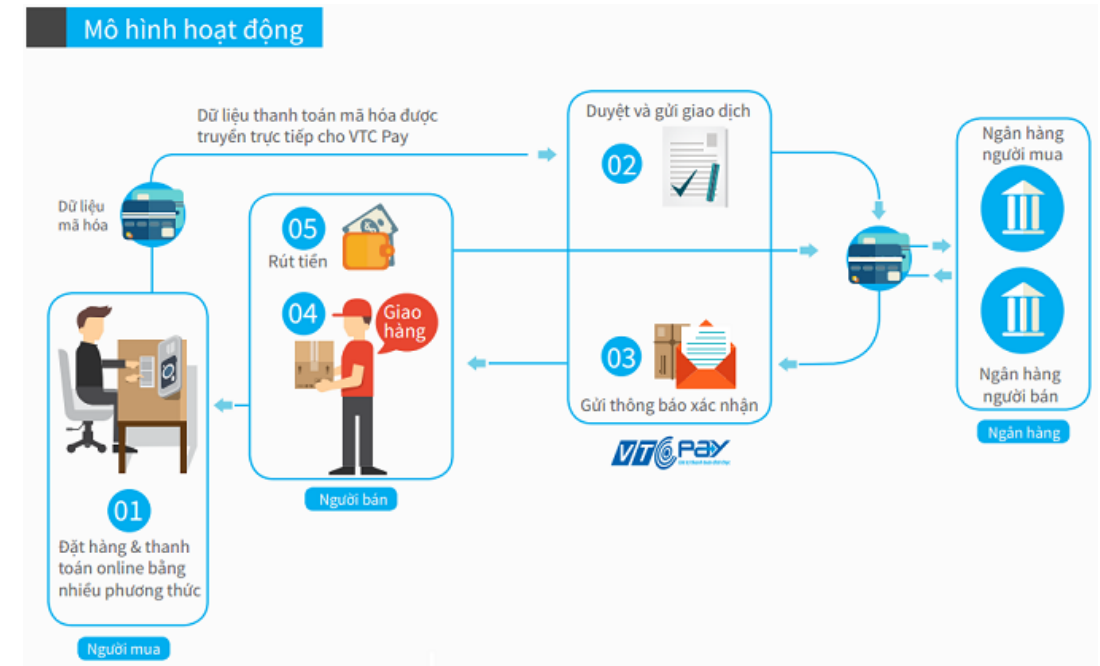 Mô hình hoạt động
Dữ liệu thanh toán mã hóa được
truyền trực tiếp cho VTC Pay
Dữ liệu
mã hóa
01
Đặt hàng & thanh
toán online bằng
nhiều phương thức
Người mua
05
Rút tiền
04
Giao
hàng
Người bán
Duyệt và gửi giao dịch
02
03
Gửi thông báo xác nhận
VTC Pay
Ngân hàng
người mua
Ngân hàng
người bán
Ngân hàng